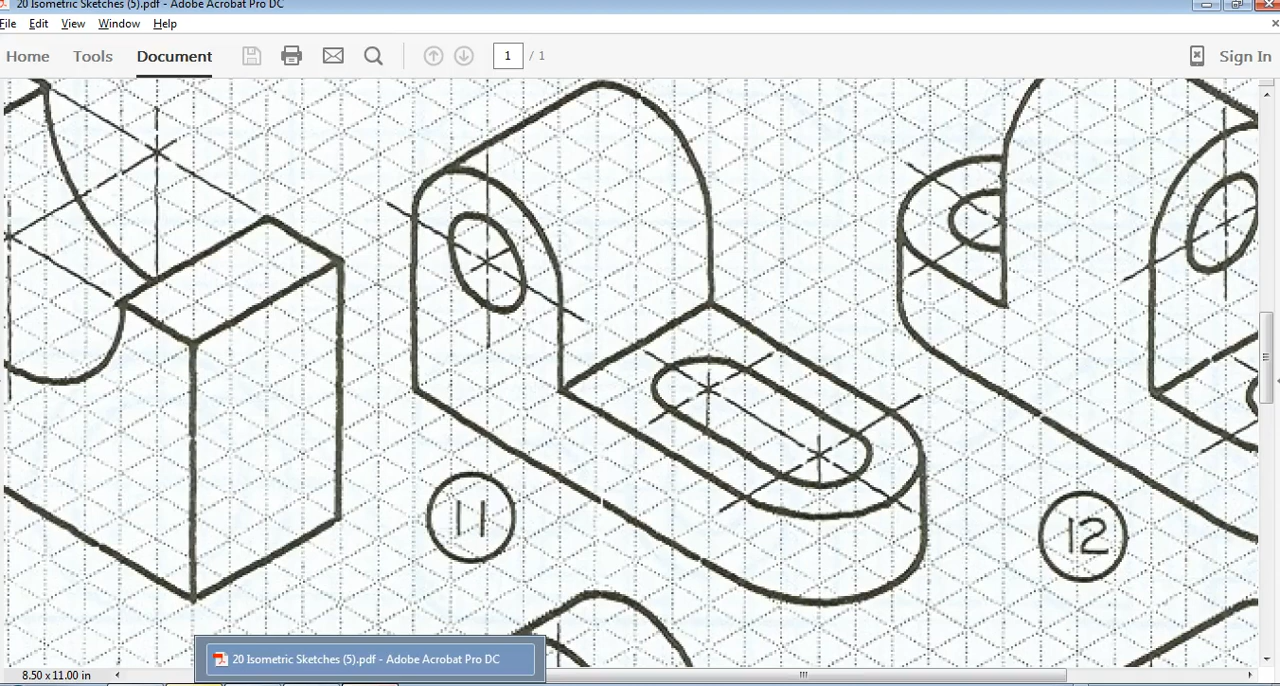 20 Isometric Sketches (5).pdf - Adobe Acrobat Pro DC
File Edit View Window Help
Home Tools Document 1 / 1 Sign In
11
12
20 Isometric Sketches (5).pdf - Adobe Acrobat Pro DC
8.50 x 11.00 in